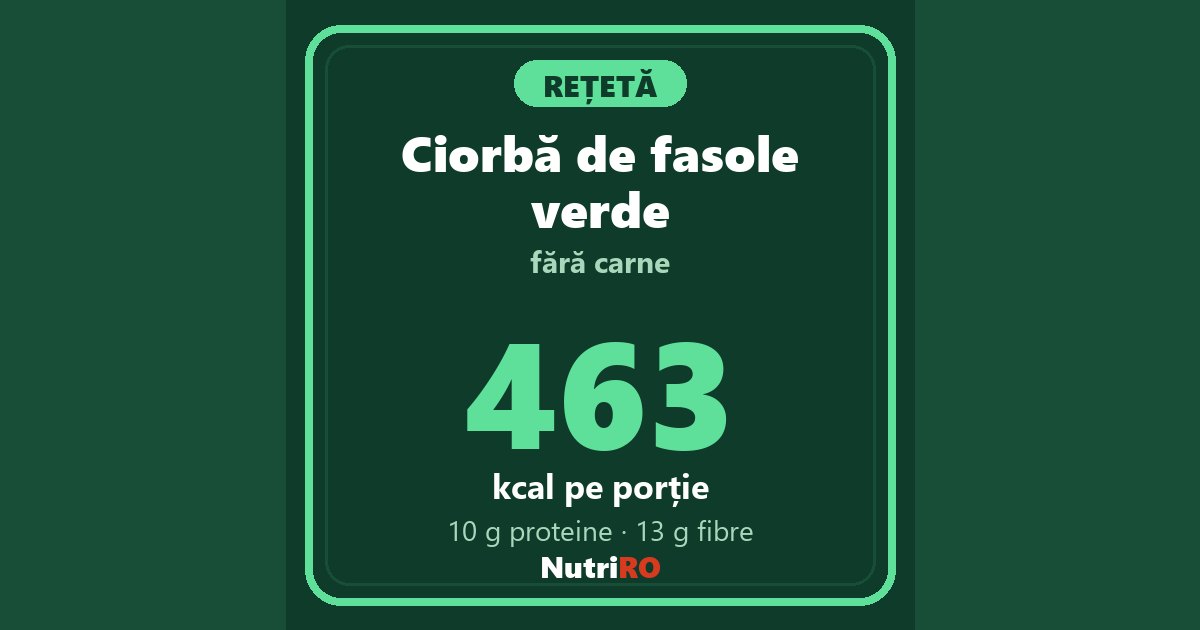 REȚETĂ
Ciorbă de fasole
verde
fără carne
463
kcal pe porție
10 g proteine · 13 g fibre
NutriRO